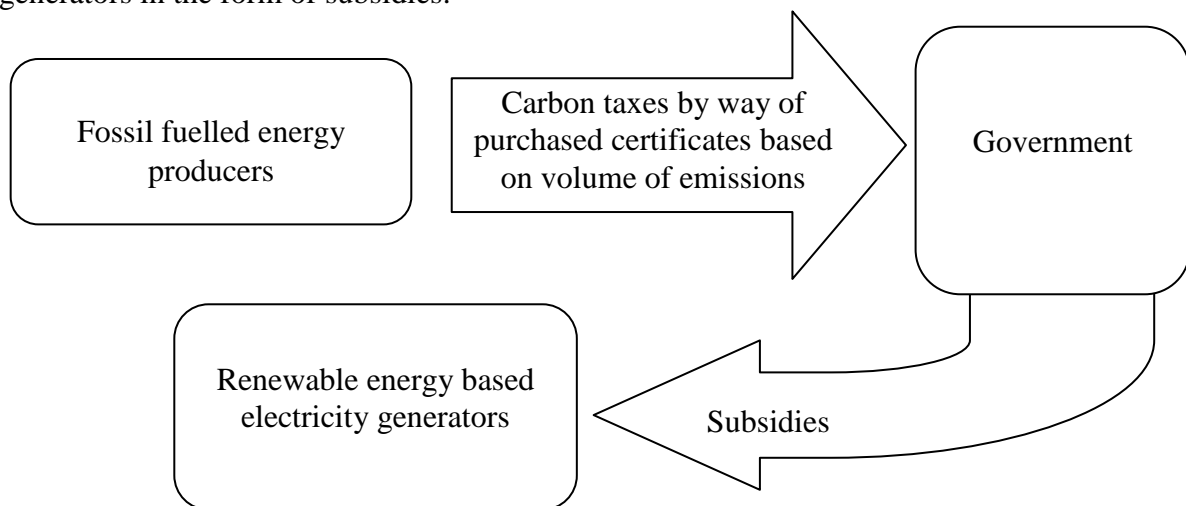 generators in the form of subsidies.
Fossil fuelled energy
producers
Carbon taxes by way of
purchased certificates based
on volume of emissions
Government
Renewable energy based
electricity generators
Subsidies